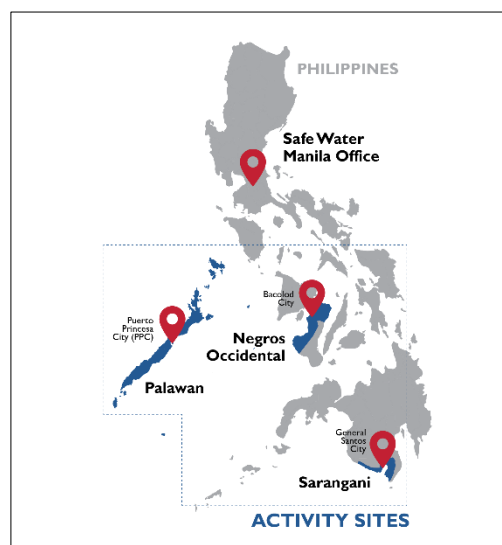 PHILIPPINES
Safe Water
Manila Office
Bacolod
City
Puerto
Princesa
City (PPC)
Negros
Occidental
Palawan
General
Santos
City
Sarangani
ACTIVITY SITES